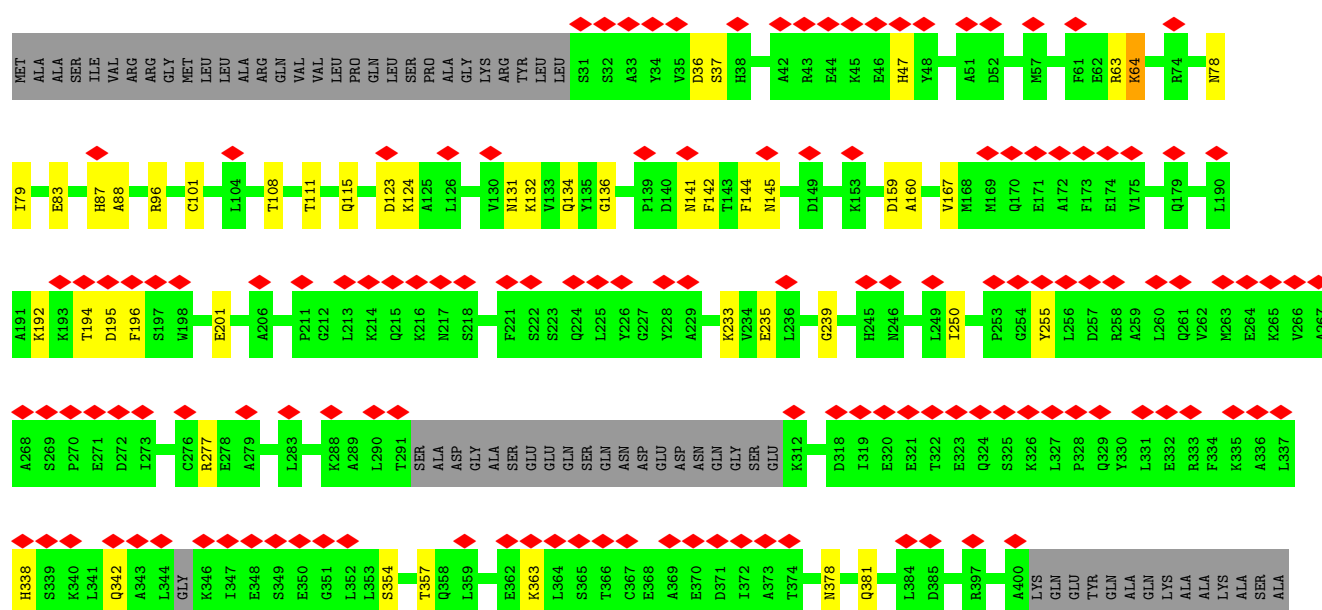 MET ALA ALA SER ILE VAL ARG ARG GLY MET LEU LEU ALA ARG GLN VAL VAL LEU PRO GLN LEU SER PRO ALA GLY LYS ARG TYR LEU LEU S31 S32 A33 Y34 V35 D36 S37 H38 A42 R43 E44 K45 E46 H47 Y48 A51 D52 M57 F61 E62 R63 K64 R74 N78
I79 E83 H87 A88 R96 C101 L104 T108 T111 Q115 D123 K124 A125 L126 V130 N131 K132 V133 Q134 Y135 G136 P139 D140 N141 F142 T143 F144 N145 D149 K153 D159 A160 V167 M168 M169 Q170 E171 A172 F173 E174 V175 Q179 L190
A191 K192 K193 T194 D195 F196 S197 W198 E201 A206 P211 G212 L213 K214 Q215 K216 N217 S218 F221 S222 S223 Q224 L225 Y226 G227 Y228 A229 K233 V234 E235 L236 G239 H245 N246 L249 I250 P253 G254 Y255 L256 D257 R258 A259 L260 Q261 V262 M263 E264 K265 V266 A267
A268 S269 P270 E271 D272 I273 C276 R277 E278 A279 L283 K288 A289 L290 T291 SER ALA ASP GLY ALA SER GLU GLU GLN SER GLN ASN ASP GLU ASP ASN GLN GLY SER GLU K312 D318 I319 E320 E321 T322 E323 Q324 S325 K326 L327 P328 Q329 Y330 L331 E332 R333 F334 K335 A336 L337
H338 S339 K340 L341 Q342 A343 L344 GLY K346 I347 E348 S349 E350 G351 L352 L353 S354 T357 Q358 L359 E362 K363 L364 S365 T366 C367 E368 A369 E370 D371 I372 A373 T374 N378 Q381 L384 D385 R397 A400 LYS GLN GLU TYR GLN ALA GLN LYS ALA ALA LYS ALA SER ALA